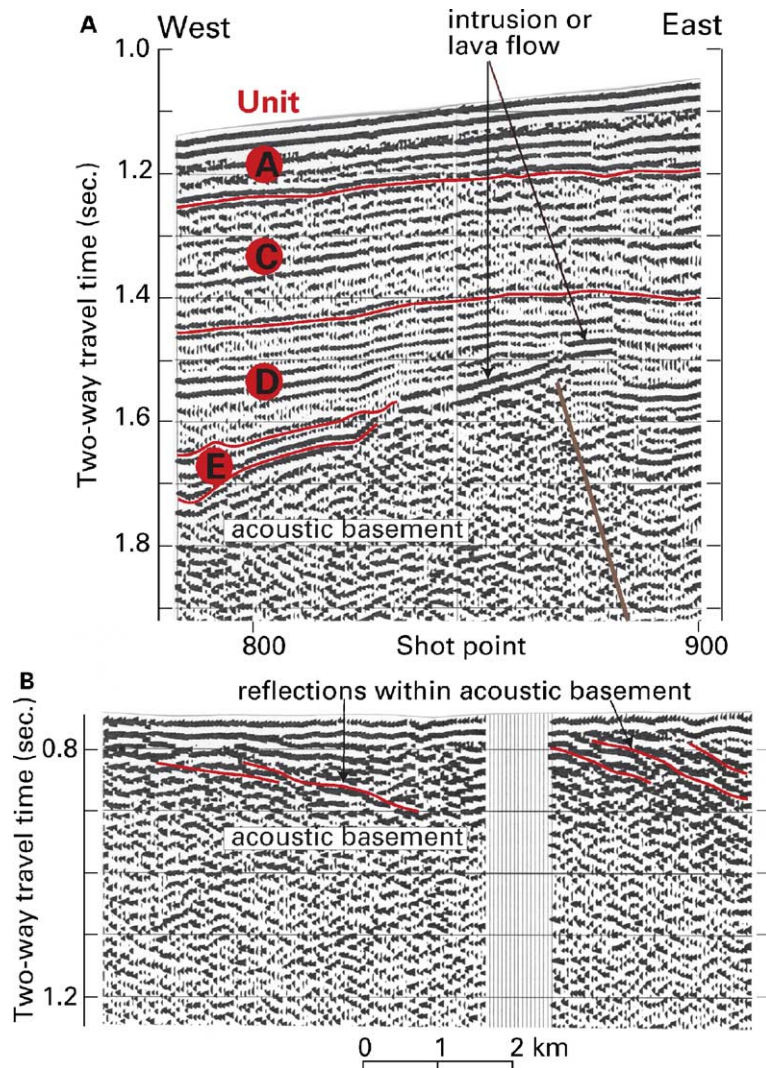 A West East
intrusion or
lava flow
1.0
Unit
A
1.2
C
1.4
D
1.6
E
acoustic basement
1.8
Two-way travel time (sec.)
800 Shot point 900
B
reflections within acoustic basement
0.8
acoustic basement
1.2
Two-way travel time (sec.)
0 1 2 km